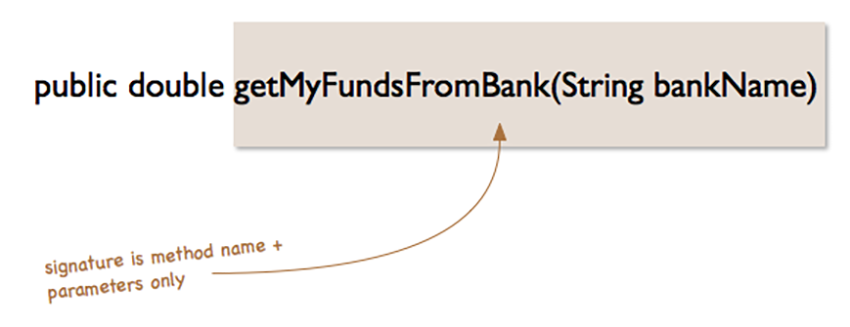 public double getMyFundsFromBank(String bankName)
signature is method name +
parameters only